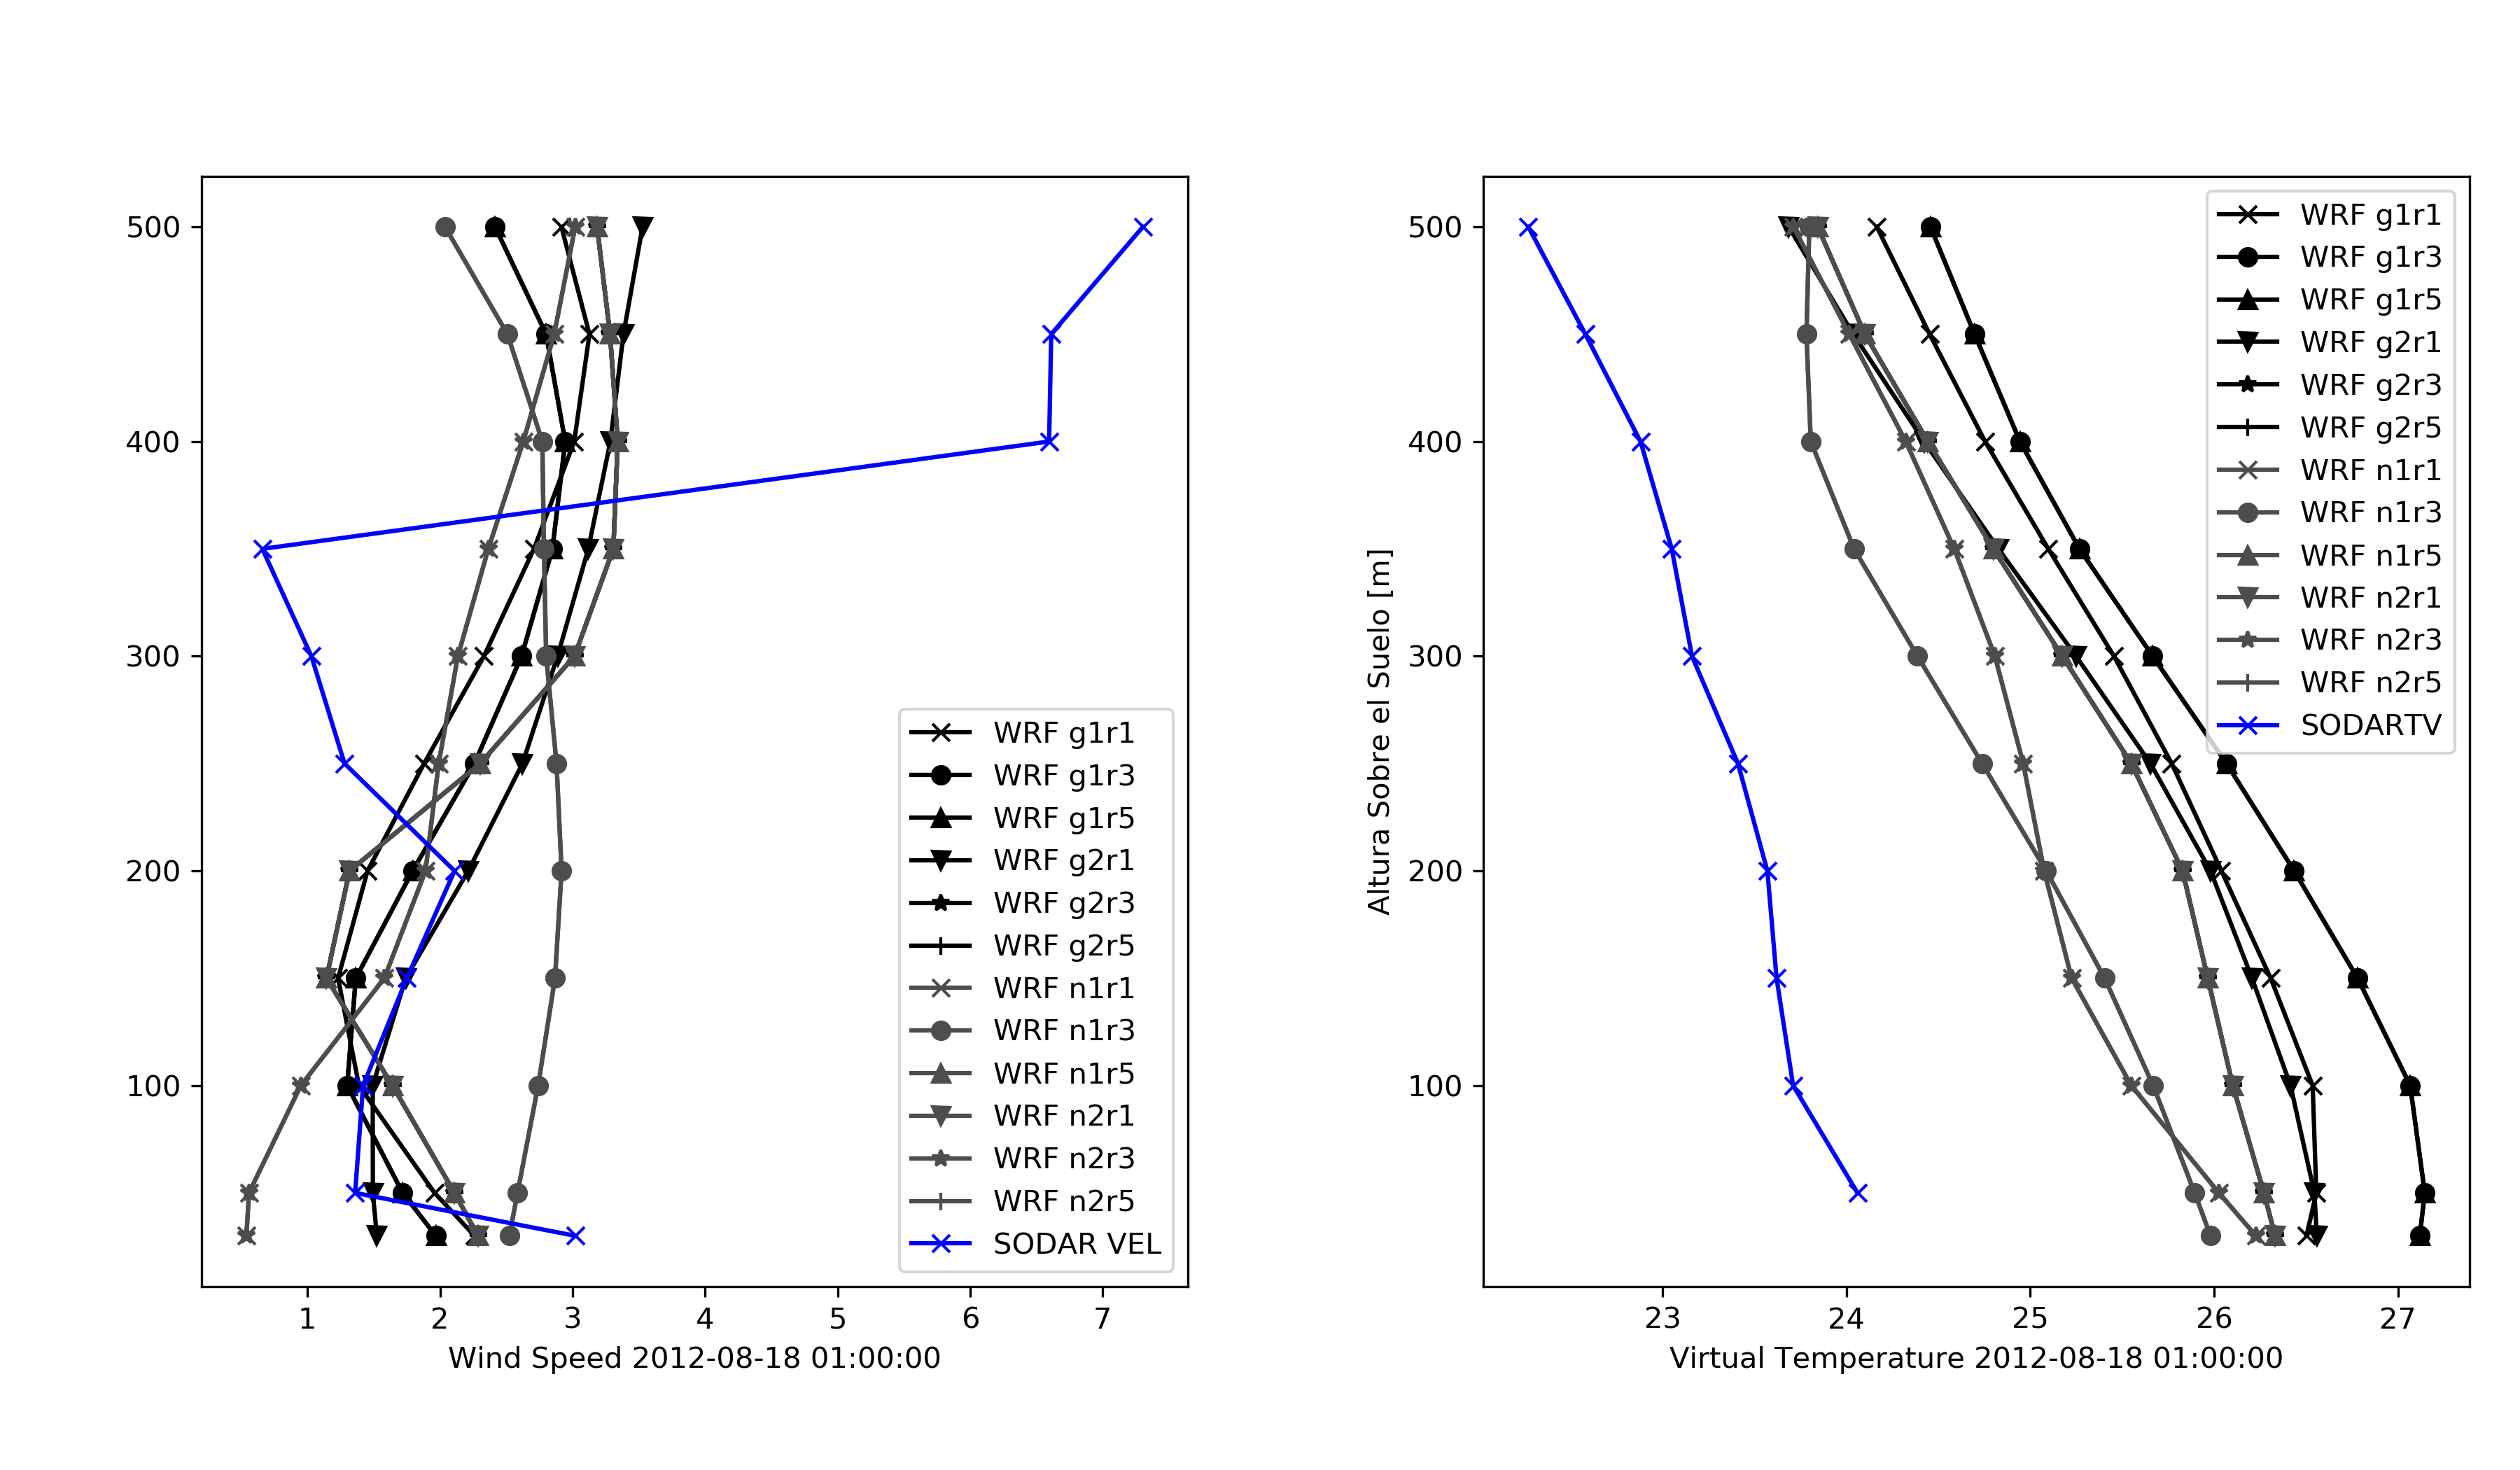 500
400
300
200
100
1 2 3 4 5 6 7
Wind Speed 2012-08-18 01:00:00
WRF g1r1
WRF g1r3
WRF g1r5
WRF g2r1
WRF g2r3
WRF g2r5
WRF n1r1
WRF n1r3
WRF n1r5
WRF n2r1
WRF n2r3
WRF n2r5
SODAR VEL
Altura Sobre el Suelo [m]
500
400
300
200
100
23 24 25 26 27
Virtual Temperature 2012-08-18 01:00:00
WRF g1r1
WRF g1r3
WRF g1r5
WRF g2r1
WRF g2r3
WRF g2r5
WRF n1r1
WRF n1r3
WRF n1r5
WRF n2r1
WRF n2r3
WRF n2r5
SODARTV